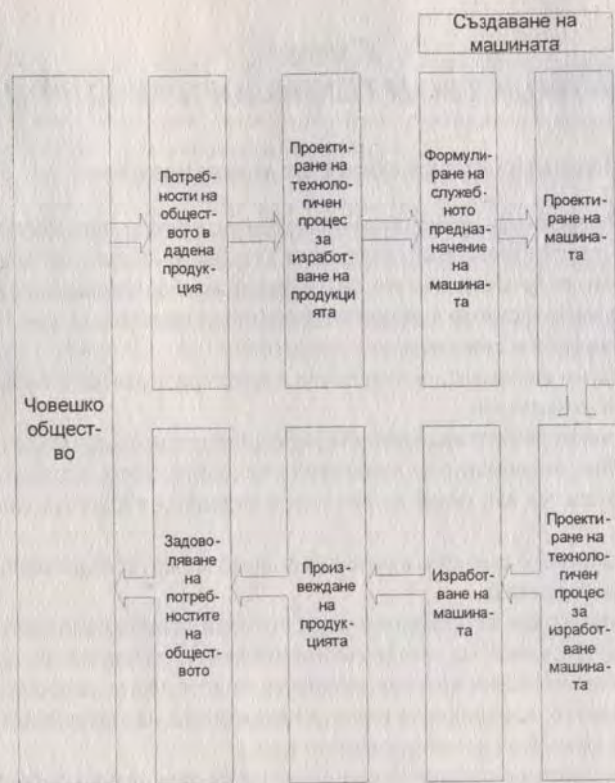 Създаване на
машината
Потреб-
ности на
общест-
вото в
дадена
продук-
ция
Проекти-
ране на
техноло-
гичен
процес
за
изработ-
ване на
продукци
ята
Формули-
ране на
служеб-
ното
предназ-
начение
на
машина-
та
Проекти-
ране на
машина-
та
Човешко
общест-
во
Задово-
ляване
на
потреб-
ностите
на
общест-
вото
Произ-
веждане
на
продук-
цията
Изработ-
ване на
машина-
та
Проекти-
ране на
техноло-
гичен
процес
за
изработ-
ване
машина-
та